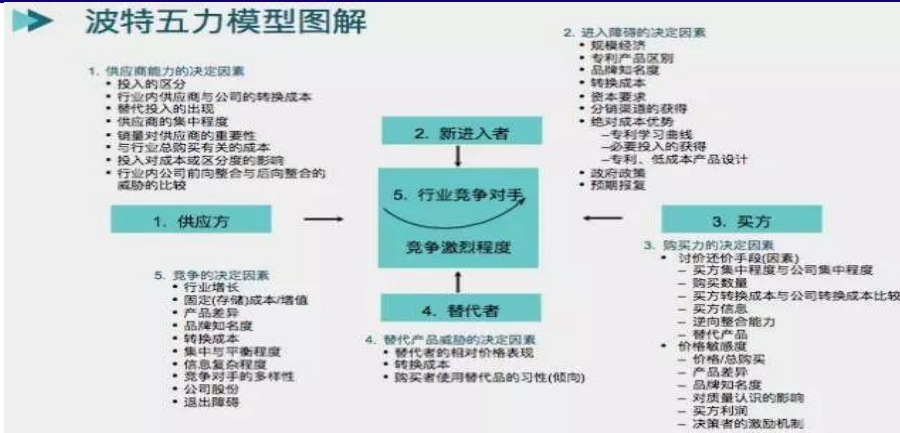 波特五力模型图解
1. 供应商能力的决定因素
• 投入的区分
• 行业内供应商与公司的转换成本
• 替代投入的出现
• 供应商的集中程度
• 销量对供应商的重要性
• 与行业总购买有关的成本
• 投入对成本或区分度的影响
• 行业内公司前向整合与后向整合的
威胁的比较
2. 进入障碍的决定因素
• 规模经济
• 专利产品区别
• 品牌知名度
• 转换成本
• 资本要求
• 分销渠道的获得
• 绝对成本优势
–专利学习曲线
–必要投入的获得
–专利、低成本产品设计
• 政府政策
• 预期报复
2. 新进入者
5. 行业竞争对手
竞争激烈程度
1. 供应方
3. 买方
4. 替代者
5. 竞争的决定因素
• 行业增长
• 固定(存储)成本/增值
• 产品差异
• 品牌知名度
• 转换成本
• 集中与平衡程度
• 信息复杂程度
• 竞争对手的多样性
• 公司股份
• 退出障碍
4. 替代产品威胁的决定因素
• 替代者的相对价格表现
• 转换成本
• 购买者使用替代品的习性(倾向)
3. 购买力的决定因素
• 讨价还价手段(因素)
– 买方集中程度与公司集中程度
– 购买数量
– 买方转换成本与公司转换成本比较
– 买方信息
– 逆向整合能力
– 替代产品
• 价格敏感度
– 价格/总购买
– 产品差异
– 品牌知名度
– 对质量认识的影响
– 买方利润
– 决策者的激励机制